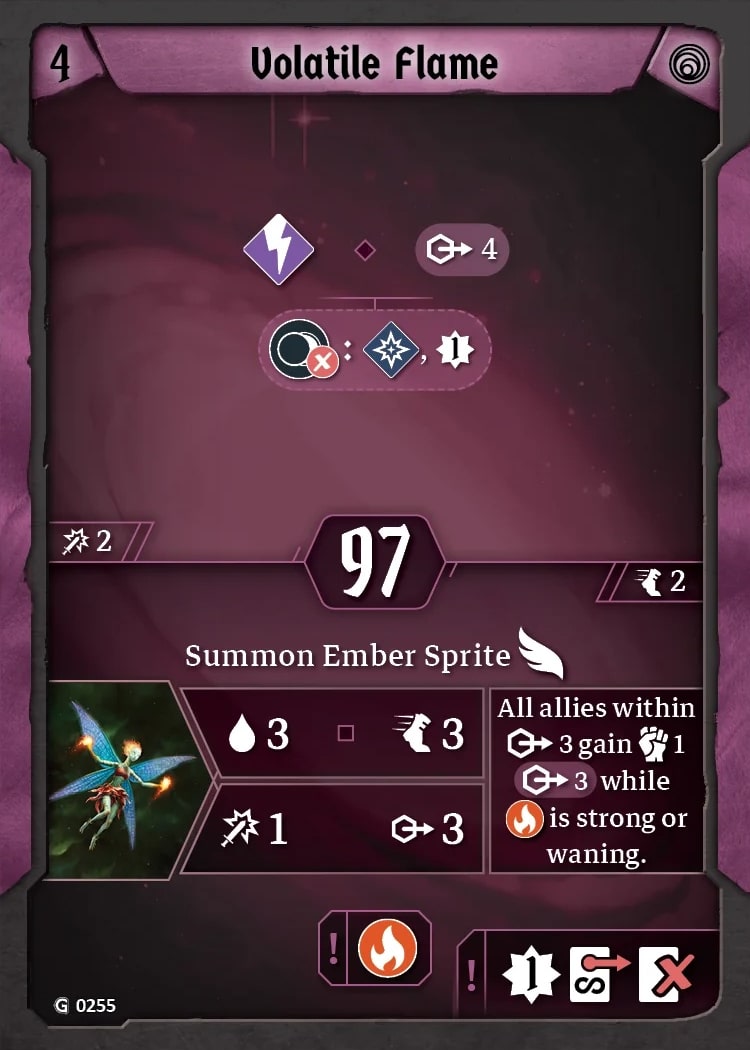 4
Volatile Flame
4
:
, 1
2
97
2
Summon Ember Sprite
3
3
1
3
All allies within
3 gain 1
3 while
is strong or
waning.
!
! 1
G 0255